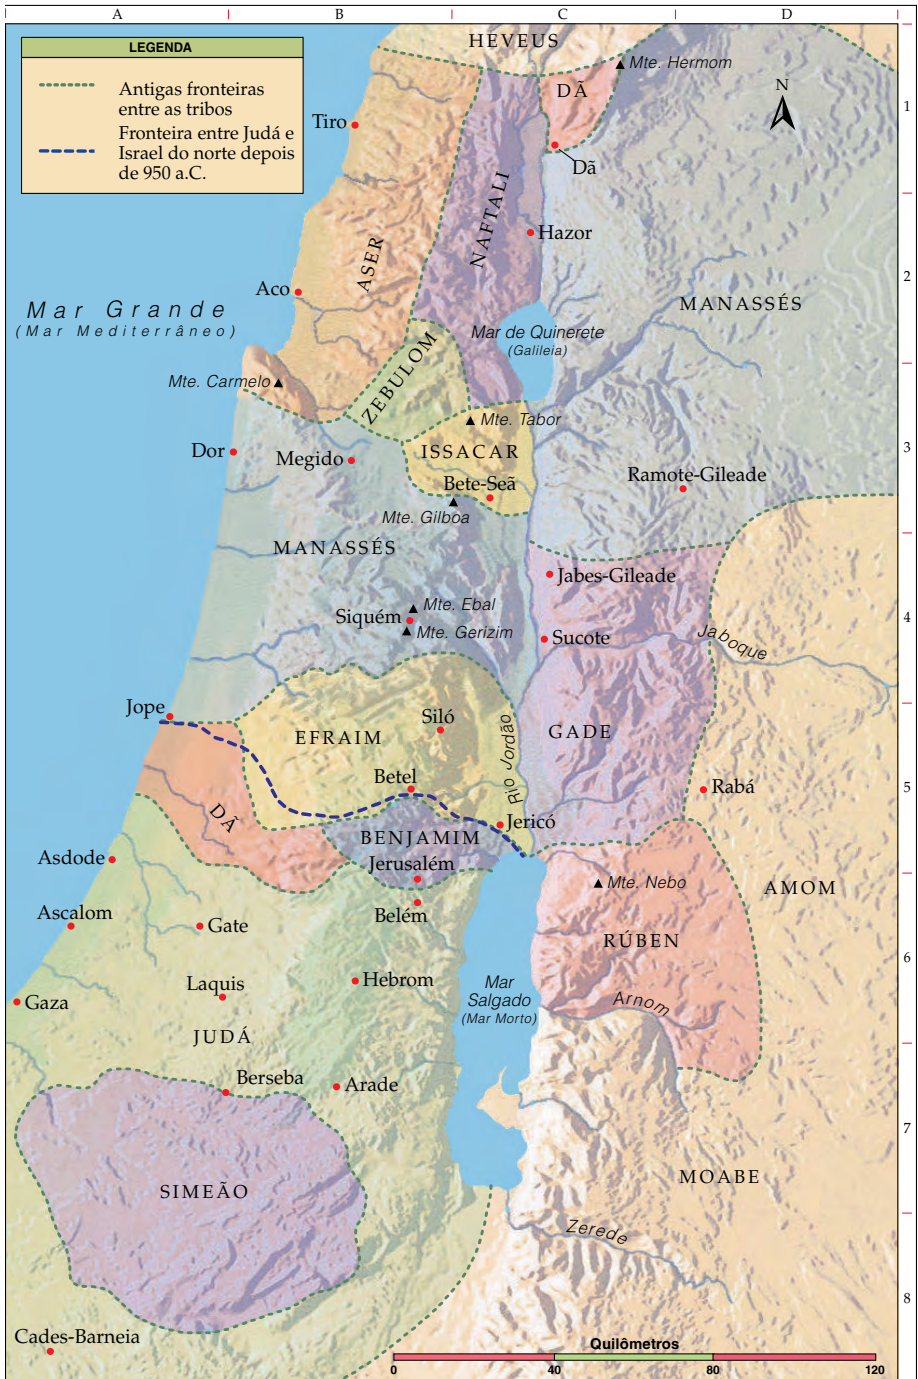 A
B
C
D
LEGENDA
Antigas fronteiras
entre as tribos
Fronteira entre Judá e
Israel do norte depois
de 950 a.C.
HEVEUS
Mte. Hermom
DÃ
N
1
Tiro
Dã
NAFTALI
Hazor
ASER
2
Aco
Mar Grande
(Mar Mediterrâneo)
MANASSÉS
Mar de Quinerete
(Galileia)
ZEBULOM
Mte. Carmelo
Mte. Tabor
3
Dor
Megido
ISSACAR
Bete-Seã
Ramote-Gileade
Mte. Gilboa
MANASSÉS
Jabes-Gileade
Mte. Ebal
Siquém
4
Mte. Gerizim
Sucote
Jaboque
Jope
Siló
EFRAIM
GADE
Rio Jordão
Betel
Rabá
5
DÃ
Jericó
BENJAMIM
Asdode
Jerusalém
Mte. Nebo
AMOM
Ascalom
Belém
Gate
RÚBEN
6
Laquis
Hebrom
Mar
Salgado
(Mar Morto)
Gaza
Arnom
JUDÁ
Berseba
Arade
7
MOABE
SIMEÃO
Zerede
8
Cades-Barneia
Quilômetros
0
40
80
120